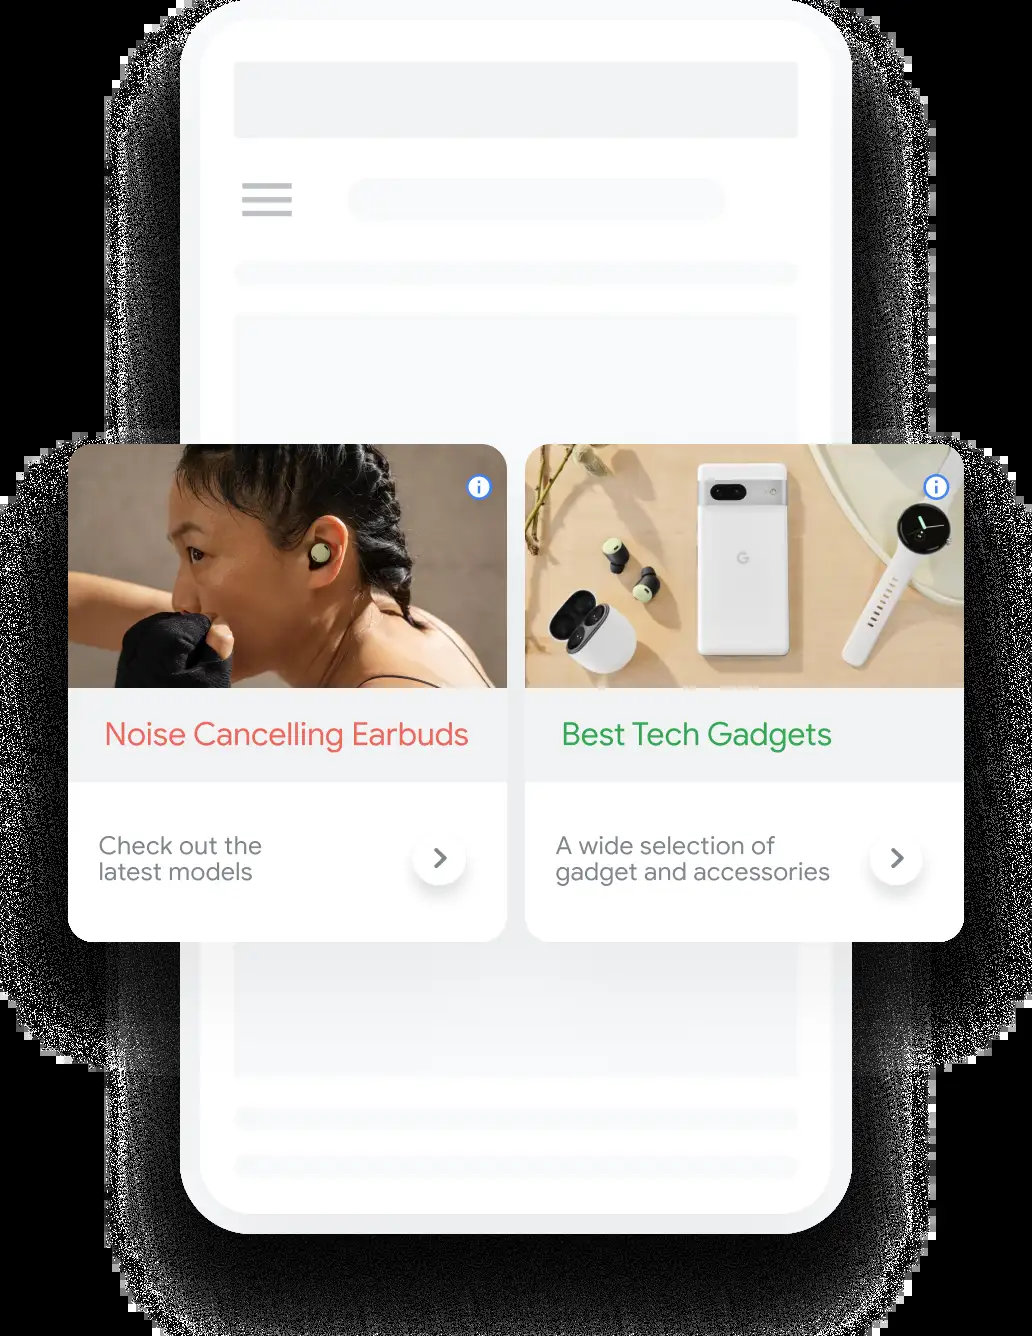 Noise Cancelling Earbuds
Check out the
latest models
Best Tech Gadgets
A wide selection of
gadget and accessories